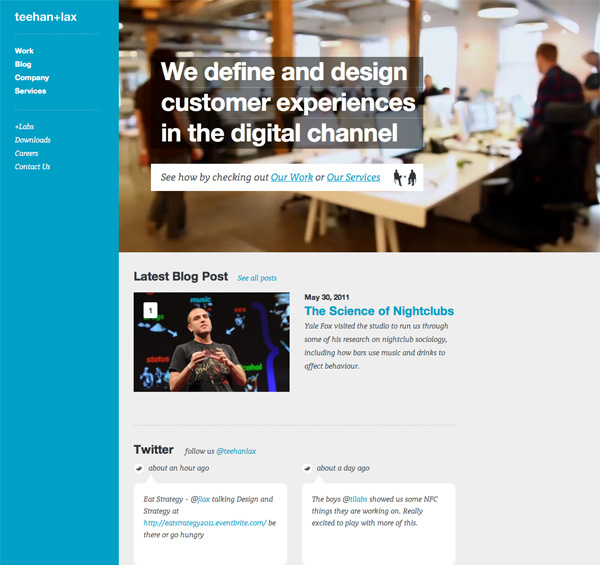 teehan+lax
Work
Blog
Company
Services
+Labs
Downloads
Careers
Contact Us
We define and design
customer experiences
in the digital channel
See how by checking out Our Work or Our Services
Latest Blog Post See all posts
1
music
sex
drugs
status
alcohol
May 30, 2011
The Science of Nightclubs
Yale Fox visited the studio to run us through
some of his research on nightclub sociology,
including how bars use music and drinks to
affect behaviour.
Twitter follow us @teehanlax
about an hour ago
Eat Strategy – @jlax talking Design and
Strategy at
http://eatstrategy2011.eventbrite.com/ be
there or go hungry
about a day ago
The boys @tllabs showed us some NFC
things they are working on. Really
excited to play with more of this.